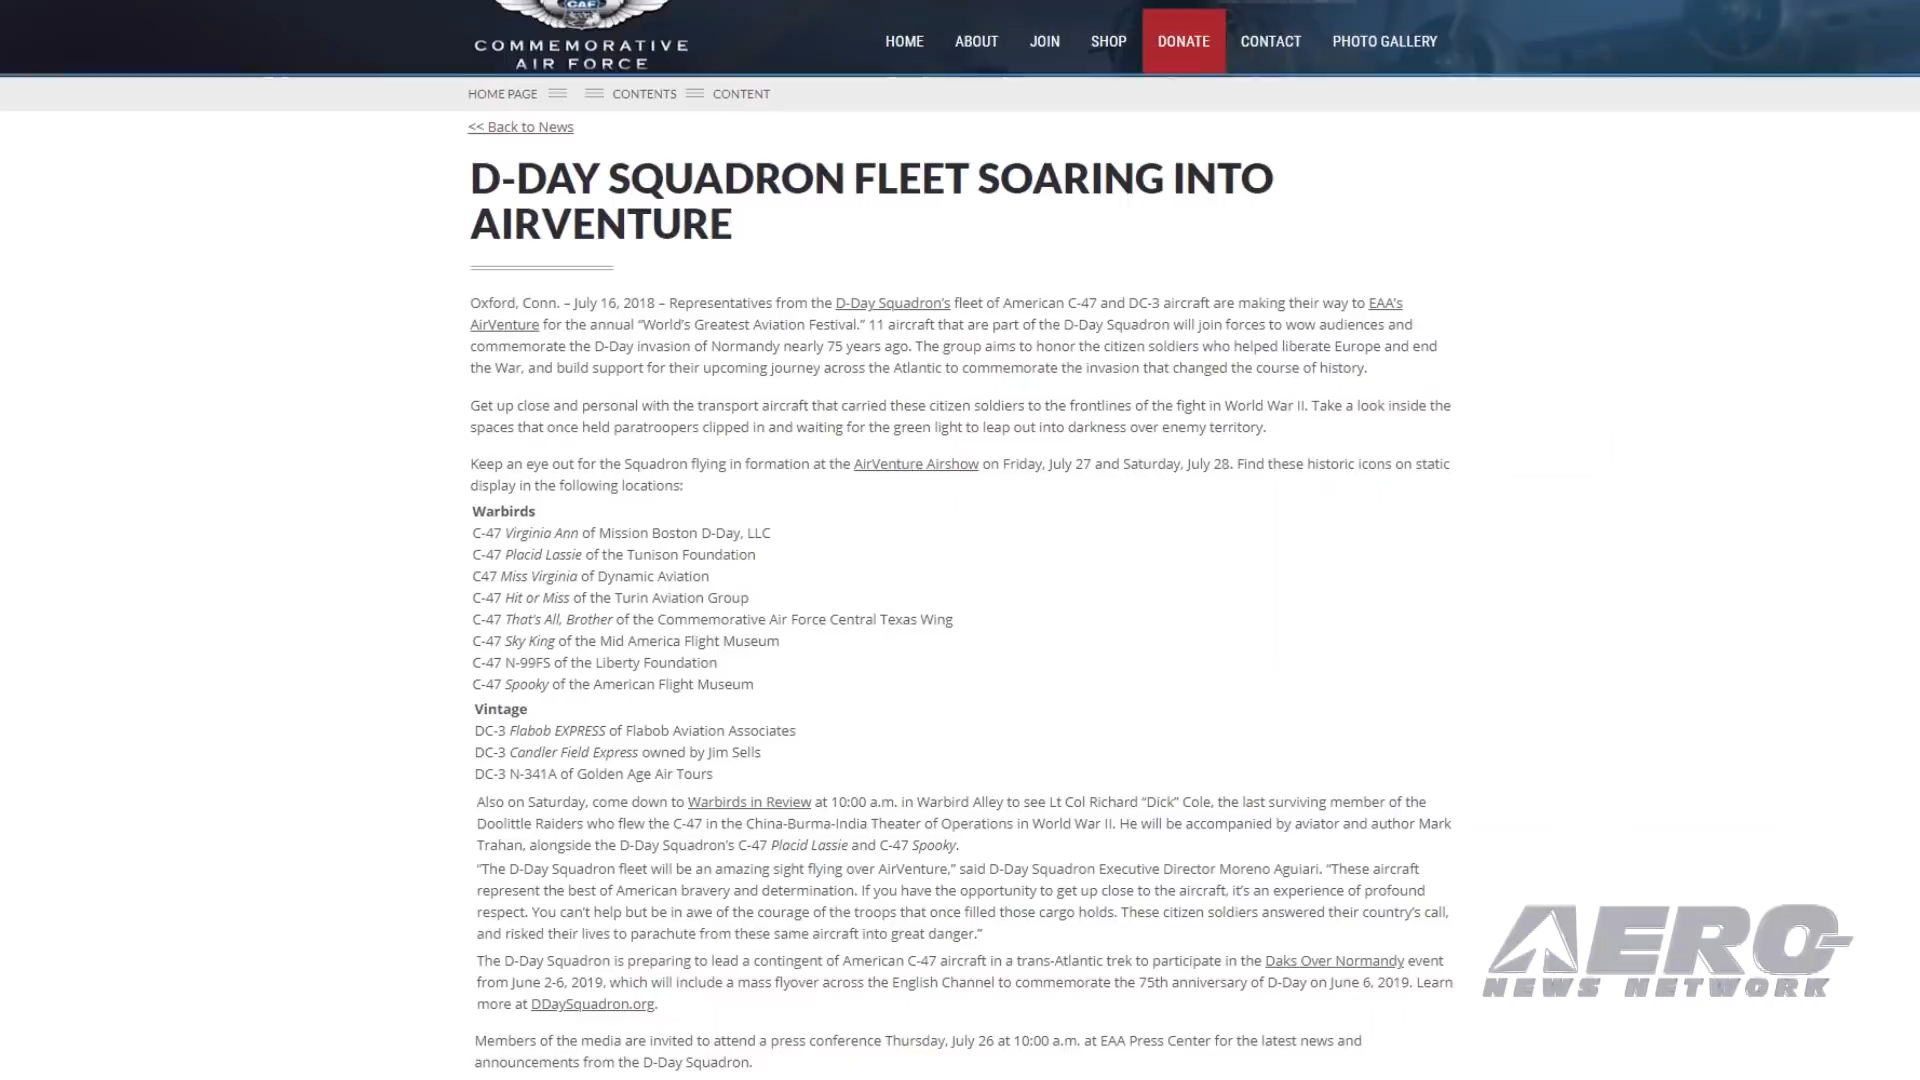 CAF
COMMEMORATIVE
AIR FORCE
HOME ABOUT JOIN SHOP DONATE CONTACT PHOTO GALLERY
HOME PAGE CONTENTS CONTENT
<< Back to News
D-DAY SQUADRON FLEET SOARING INTO
AIRVENTURE
Oxford, Conn. – July 16, 2018 – Representatives from the D-Day Squadron's fleet of American C-47 and DC-3 aircraft are making their way to EAA's
AirVenture for the annual “World's Greatest Aviation Festival.” 11 aircraft that are part of the D-Day Squadron will join forces to wow audiences and
commemorate the D-Day invasion of Normandy nearly 75 years ago. The group aims to honor the citizen soldiers who helped liberate Europe and end
the War, and build support for their upcoming journey across the Atlantic to commemorate the invasion that changed the course of history.
Get up close and personal with the transport aircraft that carried these citizen soldiers to the frontlines of the fight in World War II. Take a look inside the
spaces that once held paratroopers clipped in and waiting for the green light to leap out into darkness over enemy territory.
Keep an eye out for the Squadron flying in formation at the AirVenture Airshow on Friday, July 27 and Saturday, July 28. Find these historic icons on static
display in the following locations:
Warbirds
C-47 Virginia Ann of Mission Boston D-Day, LLC
C-47 Placid Lassie of the Tunison Foundation
C47 Miss Virginia of Dynamic Aviation
C-47 Hit or Miss of the Turin Aviation Group
C-47 That's All, Brother of the Commemorative Air Force Central Texas Wing
C-47 Sky King of the Mid America Flight Museum
C-47 N-99FS of the Liberty Foundation
C-47 Spooky of the American Flight Museum
Vintage
DC-3 Flabob EXPRESS of Flabob Aviation Associates
DC-3 Candler Field Express owned by Jim Sells
DC-3 N-341A of Golden Age Air Tours
Also on Saturday, come down to Warbirds in Review at 10:00 a.m. in Warbird Alley to see Lt Col Richard “Dick” Cole, the last surviving member of the
Doolittle Raiders who flew the C-47 in the China-Burma-India Theater of Operations in World War II. He will be accompanied by aviator and author Mark
Trahan, alongside the D-Day Squadron's C-47 Placid Lassie and C-47 Spooky.
“The D-Day Squadron fleet will be an amazing sight flying over AirVenture,” said D-Day Squadron Executive Director Moreno Aguiari. “These aircraft
represent the best of American bravery and determination. If you have the opportunity to get up close to the aircraft, it's an experience of profound
respect. You can't help but be in awe of the courage of the troops that once filled those cargo holds. These citizen soldiers answered their country's call,
and risked their lives to parachute from these same aircraft into great danger.”
The D-Day Squadron is preparing to lead a contingent of American C-47 aircraft in a trans-Atlantic trek to participate in the Daks Over Normandy event
from June 2-6, 2019, which will include a mass flyover across the English Channel to commemorate the 75th anniversary of D-Day on June 6, 2019. Learn
more at DDaySquadron.org.
Members of the media are invited to attend a press conference Thursday, July 26 at 10:00 a.m. at EAA Press Center for the latest news and
announcements from the D-Day Squadron.
AERO-
NEWS NETWORK